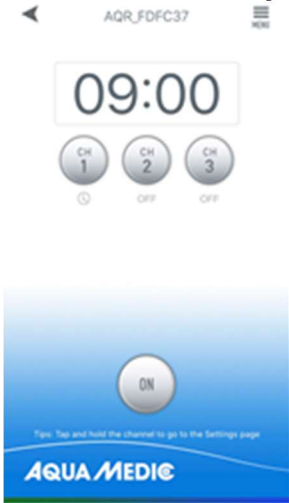 AQR_FDFC37
MENU
09:00
CH 1
CH 2
CH 3
OFF
OFF
ON
Tips: Tap and hold the channel to go to the Settings page
AQUA MEDIC